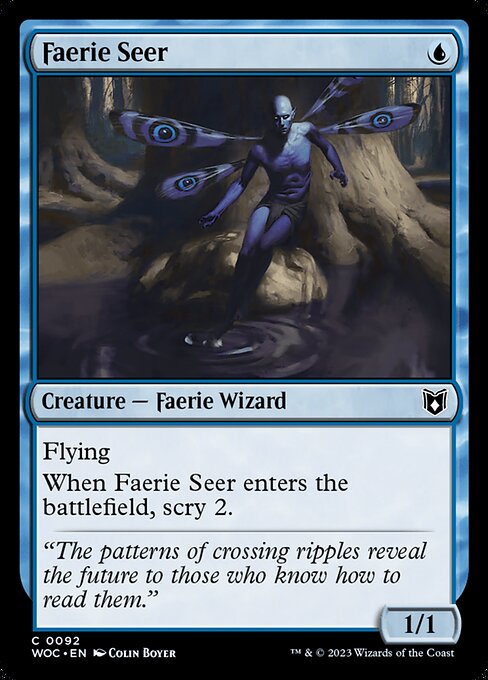 Faerie Seer
Creature — Faerie Wizard
Flying
When Faerie Seer enters the
battlefield, scry 2.
“The patterns of crossing ripples reveal
the future to those who know how to
read them.”
1/1
C 0092
WOC • EN Colin Boyer
™ & © 2023 Wizards of the Coast